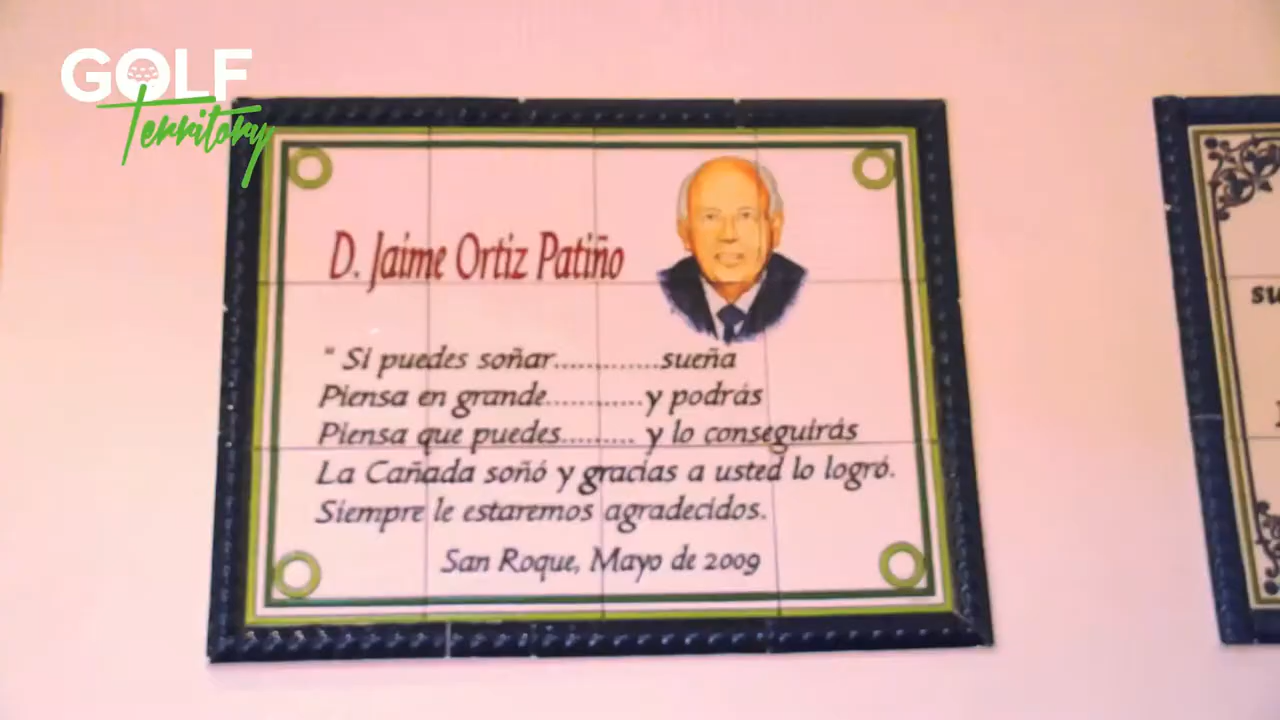 GOLF
Territory
D. Jaime Ortiz Patiño
" Si puedes soñar.............sueña
Piensa en grande............y podrás
Piensa que puedes......... y lo conseguirás
La Cañada soñó y gracias a usted lo logró.
Siempre le estaremos agradecidos.
San Roque, Mayo de 2009
su